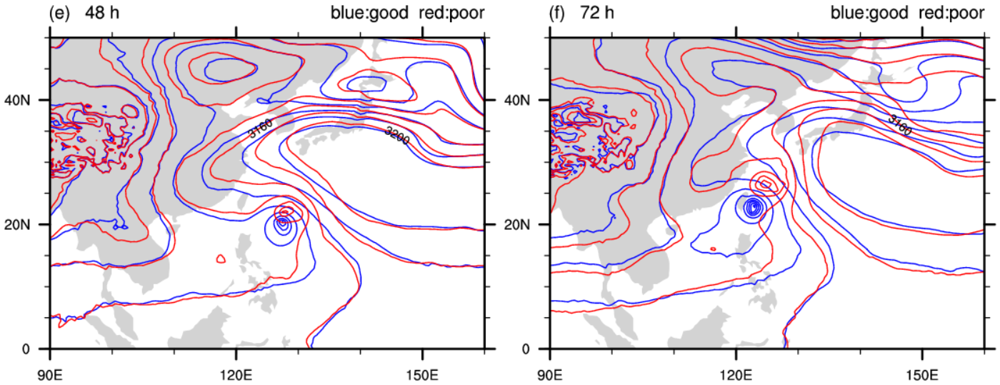 (e) 48 h blue:good red:poor
40N
20N
0
90E 120E 150E
3160
3200
(f) 72 h blue:good red:poor
40N
20N
0
90E 120E 150E
3160